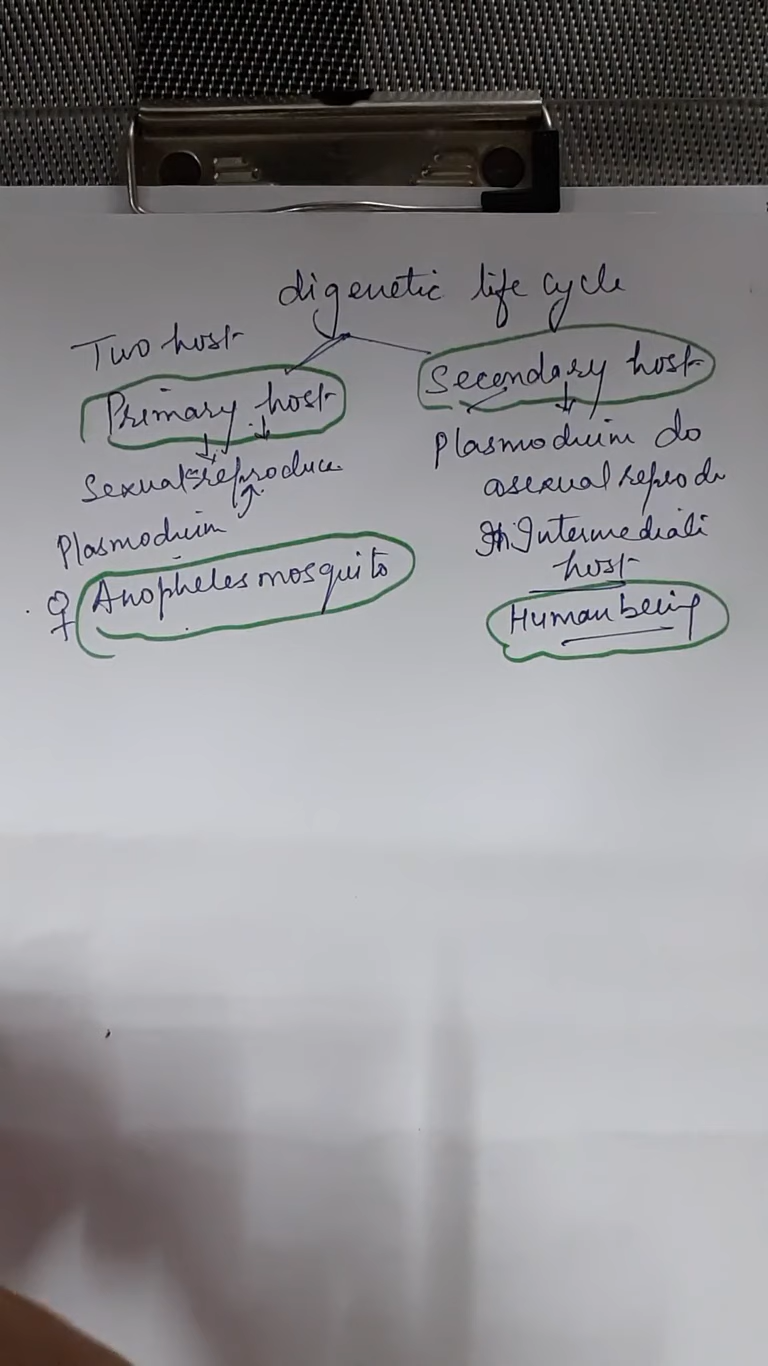 digenetic life cycle
Two host
Primary host
Sexual reproduce
Plasmodium
♀ Anopheles mosquito
Secondary host
Plasmodium do
asexual reprodu
Intermediate
host
Human being